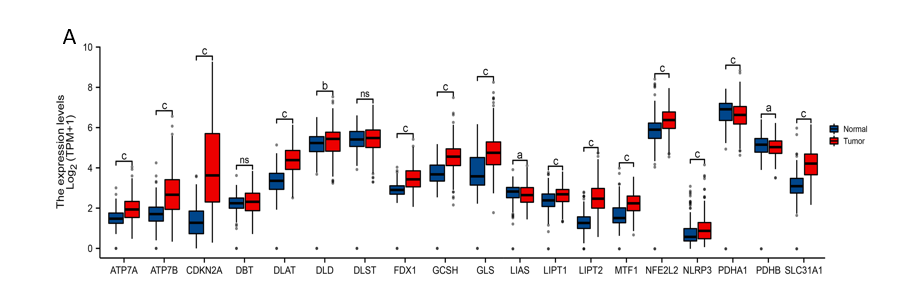 A
The expression levels
Log2 (TPM+1)
10
8
6
4
2
0
c
c
c
ns
c
b
ns
c
c
c
a
c
c
c
c
c
c
a
c
Normal
Tumor
ATP7A ATP7B CDKN2A DBT DLAT DLD DLST FDX1 GCSH GLS LIAS LIPT1 LIPT2 MTF1 NFE2L2 NLRP3 PDHA1 PDHB SLC31A1